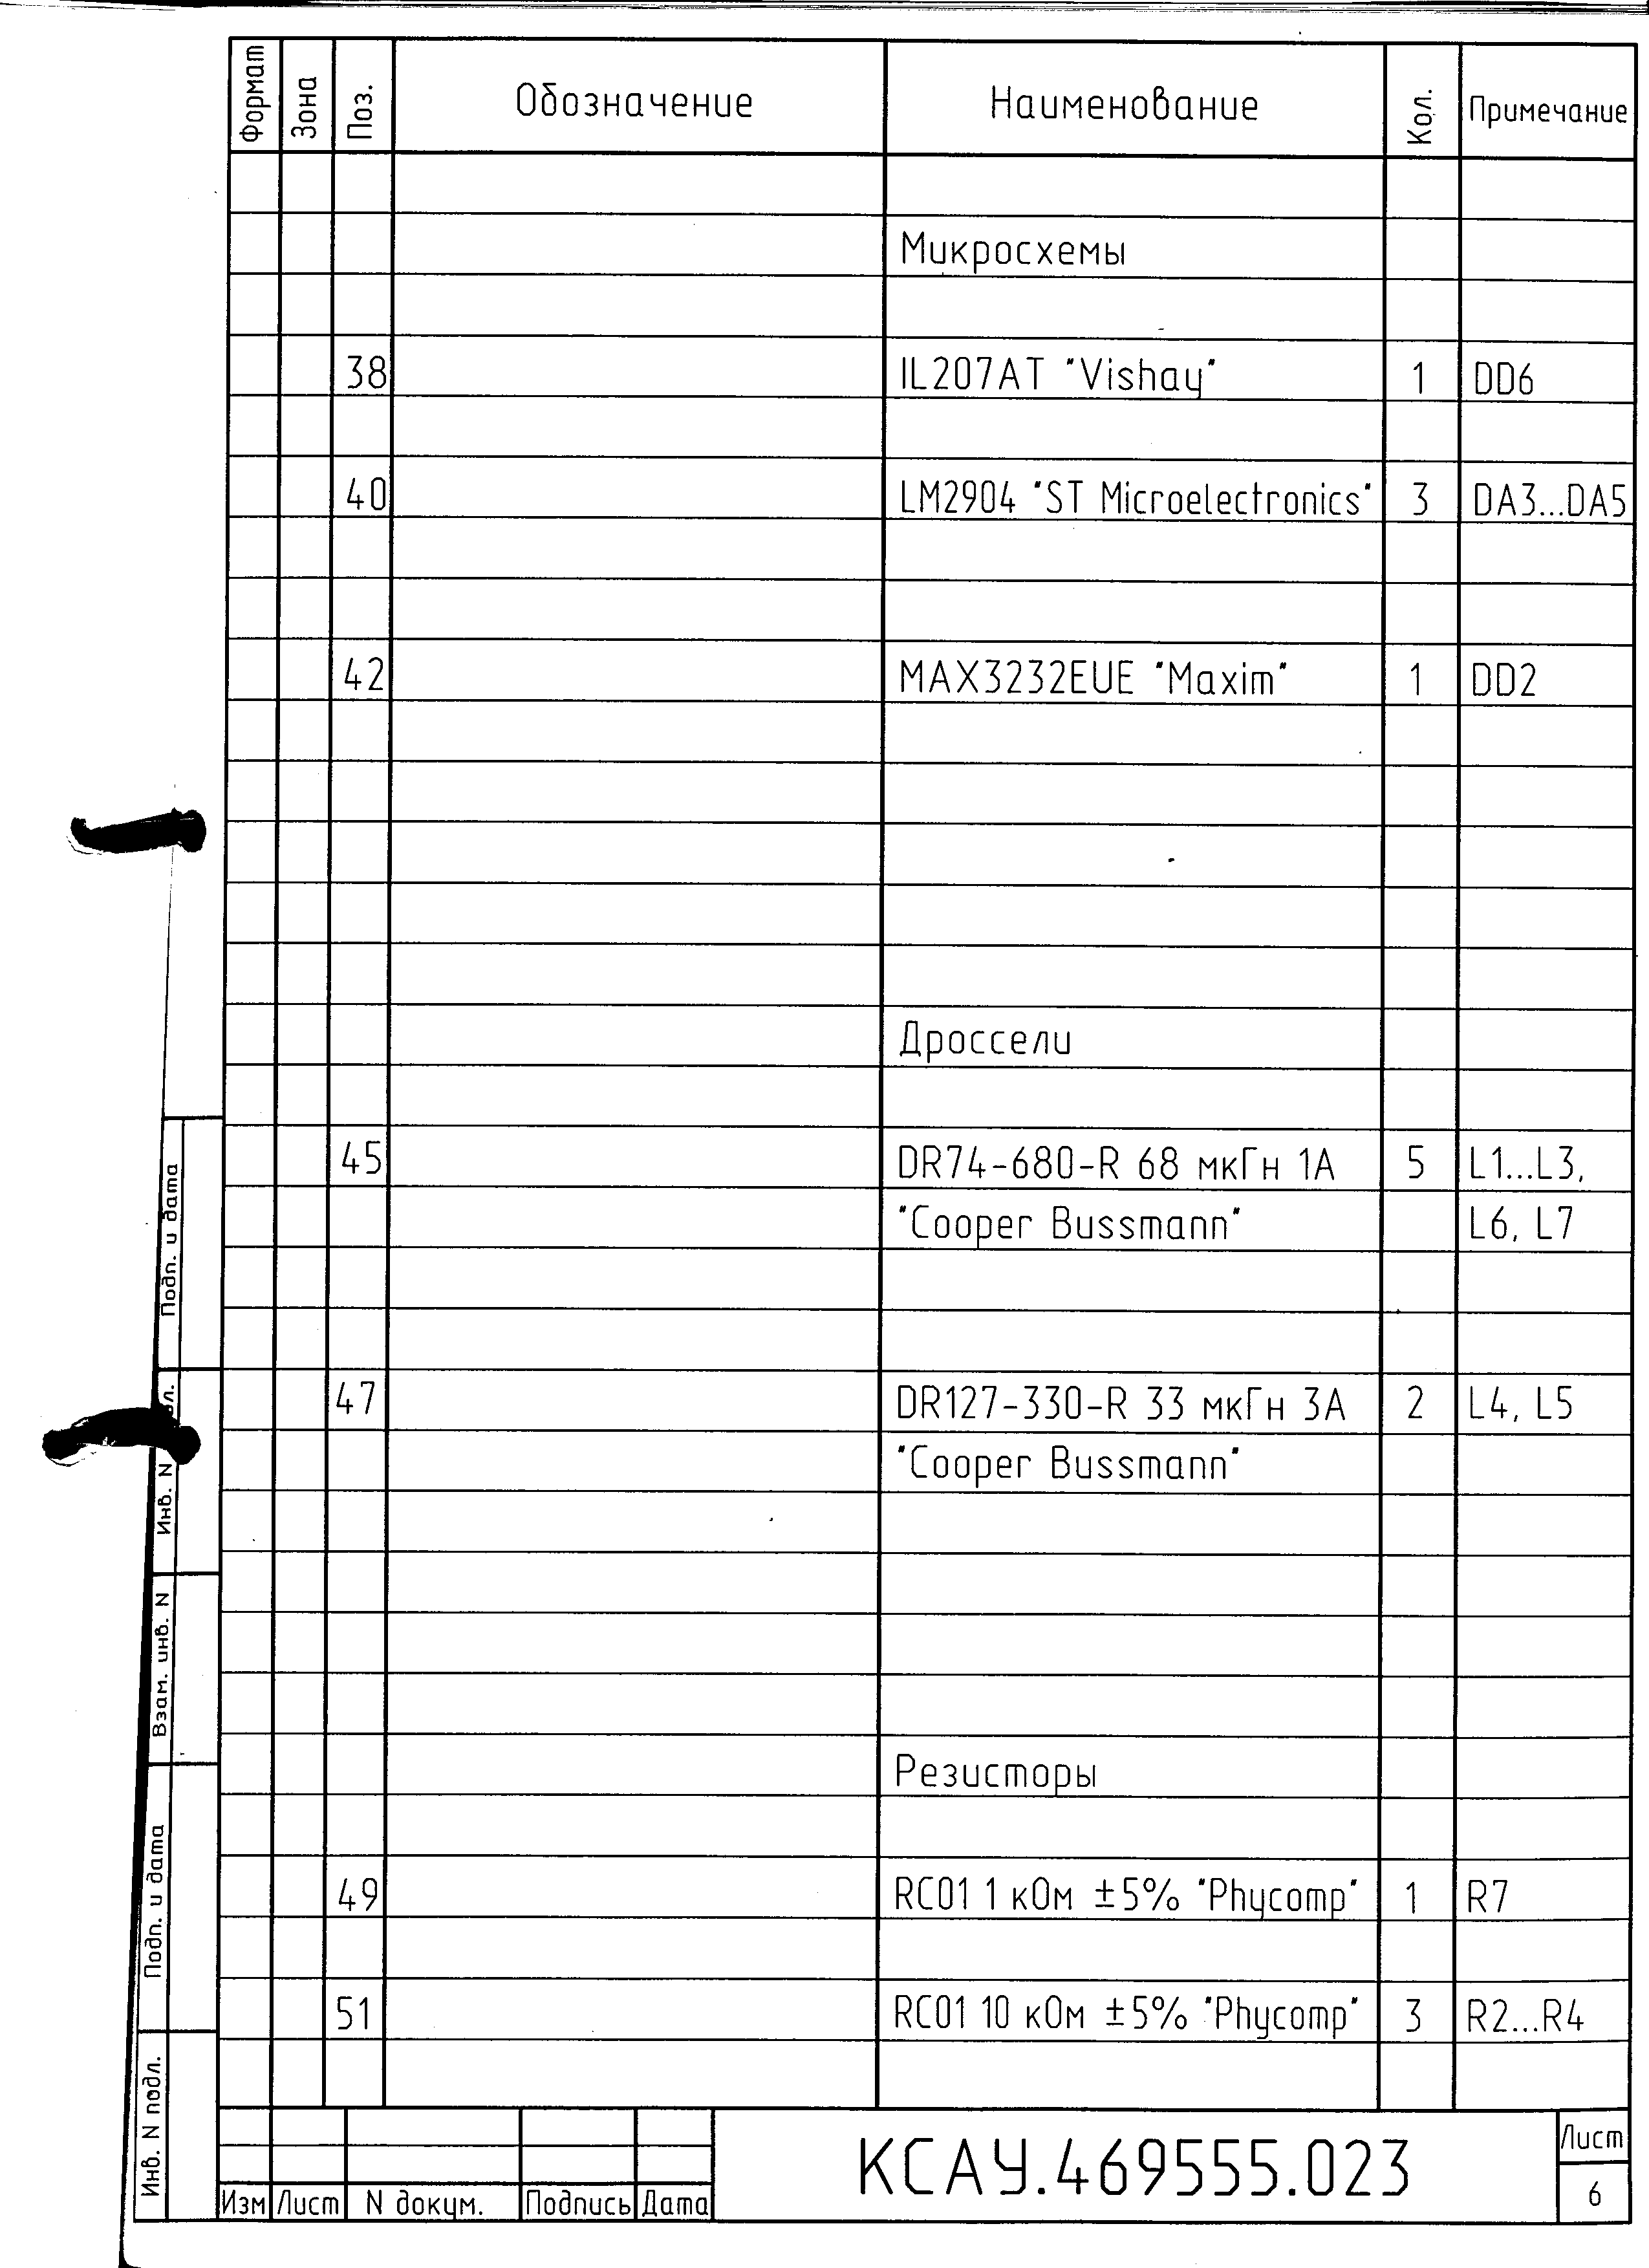 Формат Зона Поз. Обозначение Наименование Кол. Примечание
Микросхемы
38 IL207AT "Vishay" 1 DD6
40 LM2904 "ST Microelectronics" 3 DA3...DA5
42 MAX3232EUE "Maxim" 1 DD2
Дроссели
45 DR74-680-R 68 мкГн 1А 5 L1...L3,
"Cooper Bussmann" L6, L7
47 DR127-330-R 33 мкГн 3А 2 L4, L5
"Cooper Bussmann"
Резисторы
49 RC01 1 кОм ±5% "Phycomp" 1 R7
51 RC01 10 кОм ±5% "Phycomp" 3 R2...R4
Подп. и дата
Инв. N
Взам. инв. N
Подп. и дата
Инв. N подл.
Изм Лист N докум. Подпись Дата
КСАУ.469555.023
Лист
6